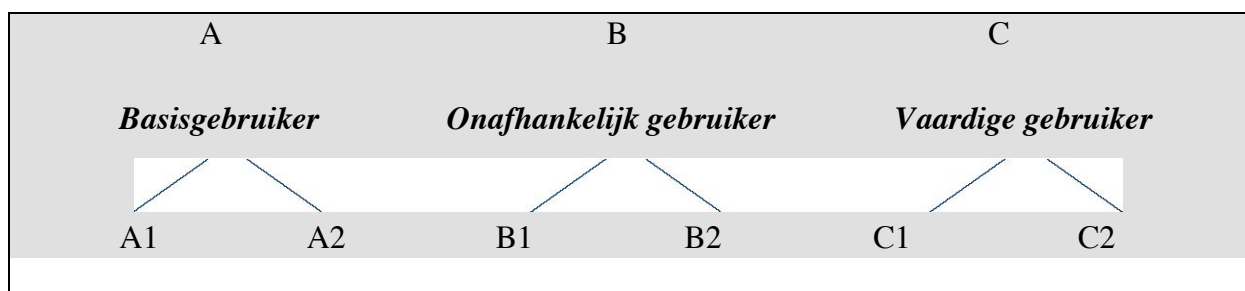 A B C
Basisgebruiker Onafhankelijk gebruiker Vaardige gebruiker
A1 A2 B1 B2 C1 C2